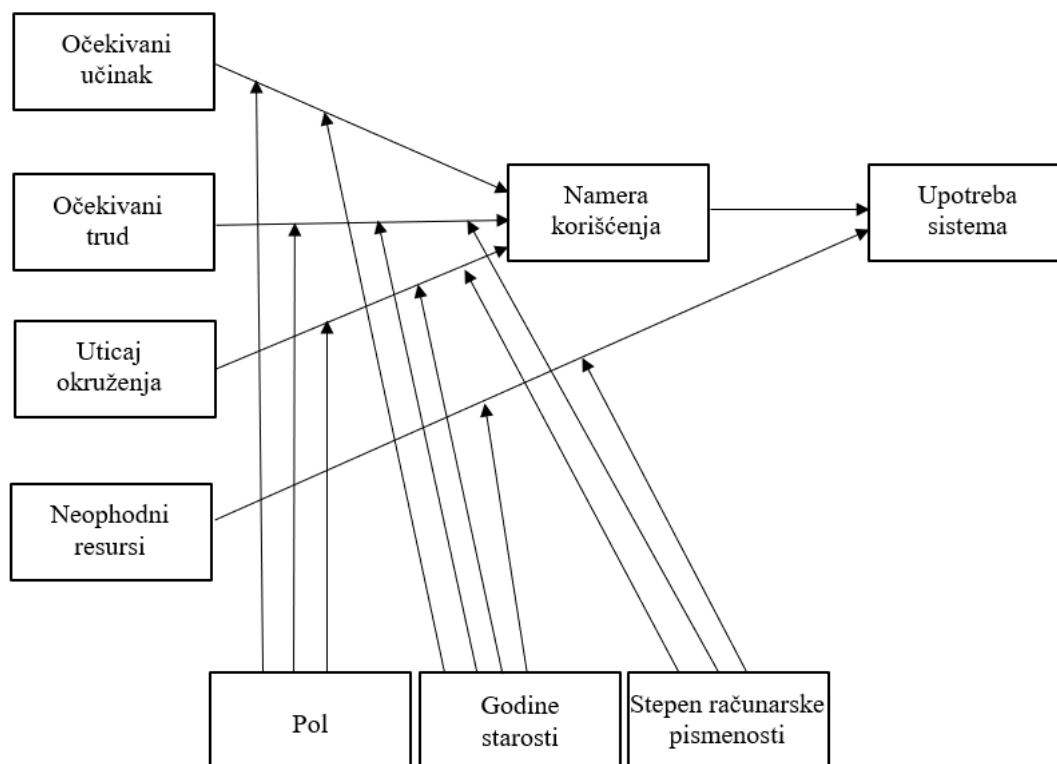 Očekivani
učinak
Očekivani
trud
Namera
korišćenja
Upotreba
sistema
Uticaj
okruženja
Neophodni
resursi
Pol
Godine
starosti
Stepen računarske
pismenosti